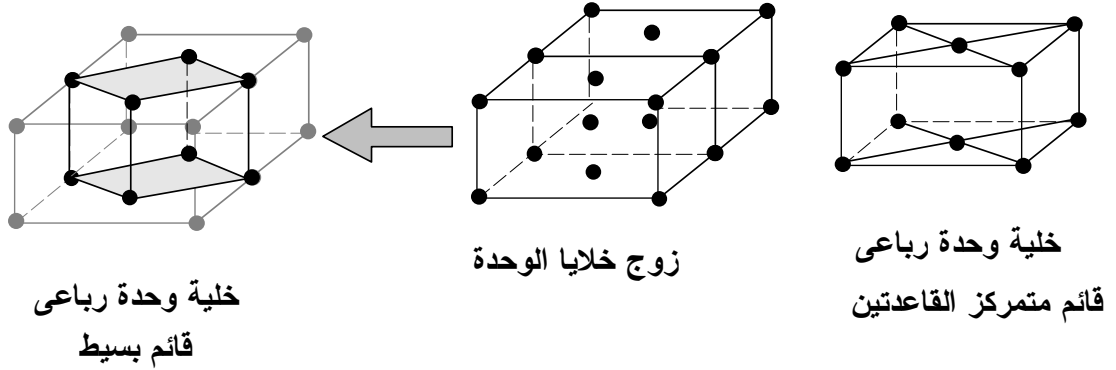 خلية وحدة رباعى
قائم متمركز القاعدتين
زوج خلايا الوحدة
خلية وحدة رباعى
قائم بسيط